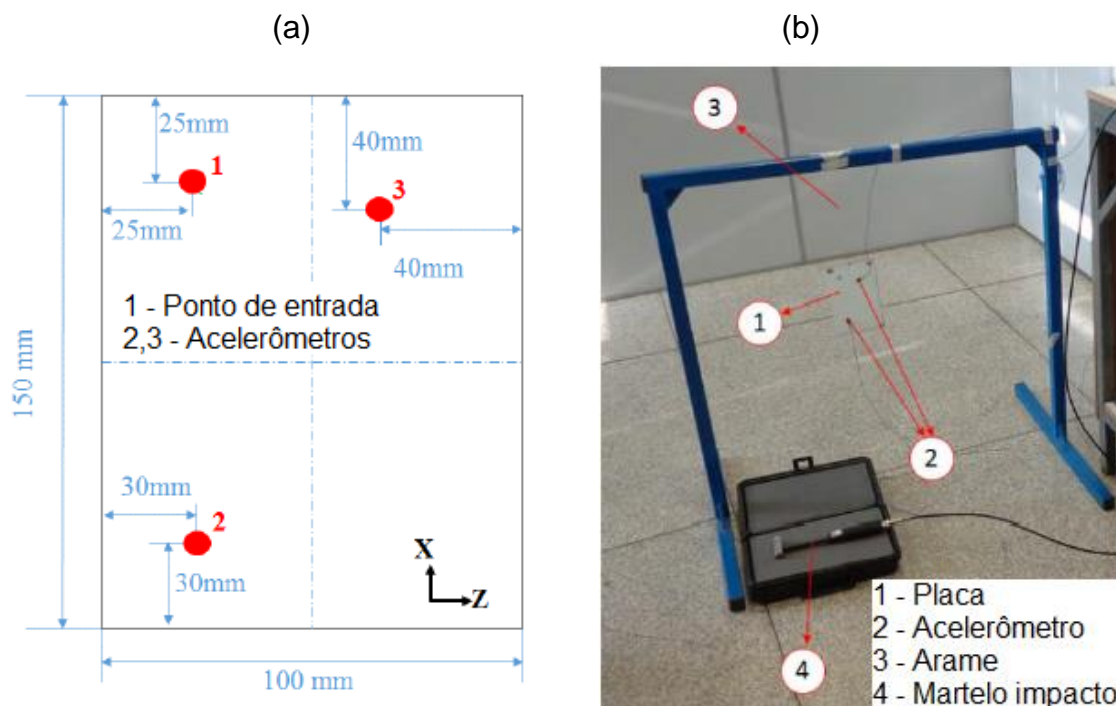 (a)
(b)
25mm
40mm
1
3
25mm
40mm
1 - Ponto de entrada
2,3 - Acelerômetros
150 mm
30mm
2
30mm
X
Z
100 mm
3
1
2
4
1 - Placa
2 - Acelerômetro
3 - Arame
4 - Martelo impacto